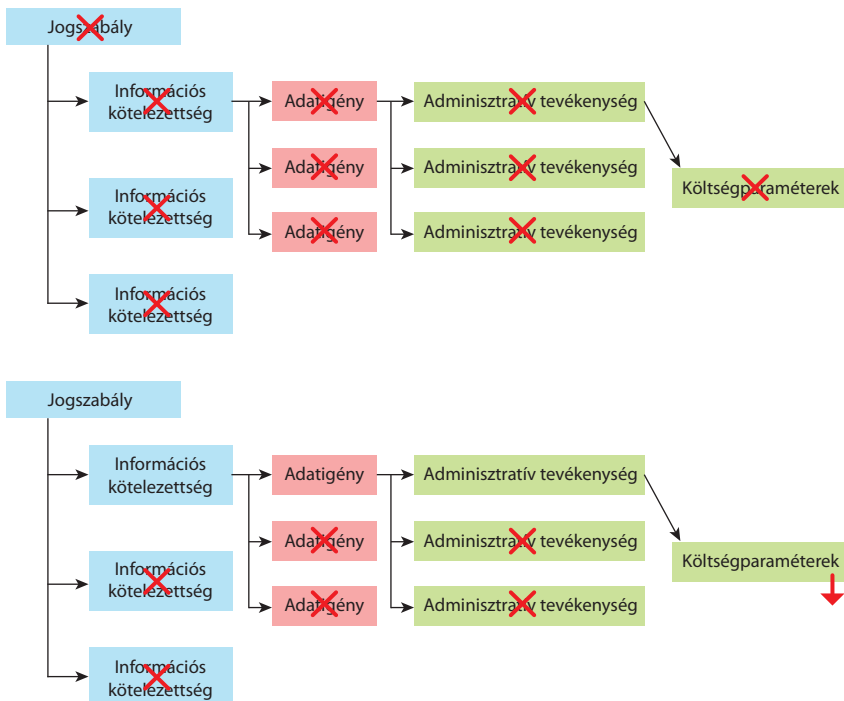 Jogszabály
Információs
kötelezettség
Adatigény
Adminisztratív tevékenység
Adatigény
Adminisztratív tevékenység
Költségparaméterek
Információs
kötelezettség
Adatigény
Adminisztratív tevékenység
Információs
kötelezettség
Jogszabály
Információs
kötelezettség
Adatigény
Adminisztratív tevékenység
Adatigény
Adminisztratív tevékenység
Költségparaméterek
Információs
kötelezettség
Adatigény
Adminisztratív tevékenység
Információs
kötelezettség